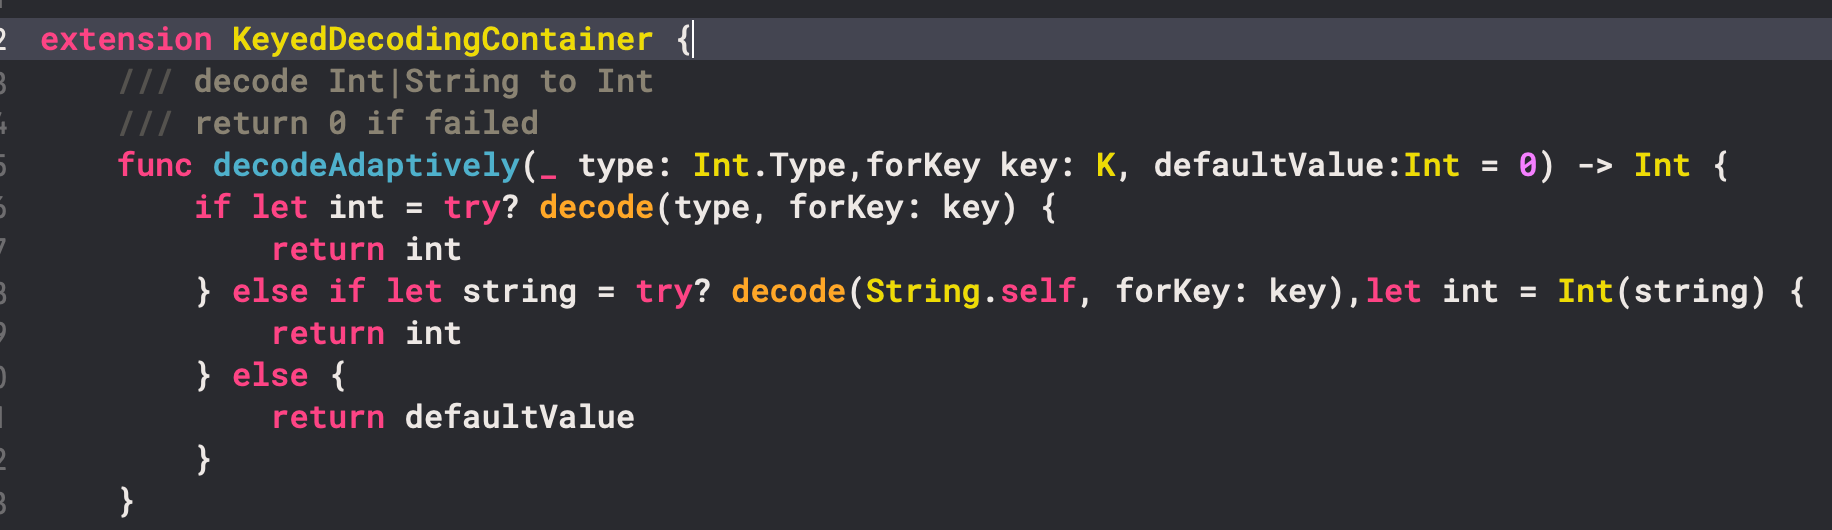 2 extension KeyedDecodingContainer {
3 /// decode Int|String to Int
4 /// return 0 if failed
5 func decodeAdaptively(_ type: Int.Type,forKey key: K, defaultValue:Int = 0) -> Int {
6 if let int = try? decode(type, forKey: key) {
7 return int
8 } else if let string = try? decode(String.self, forKey: key),let int = Int(string) {
9 return int
0 } else {
1 return defaultValue
2 }
3 }